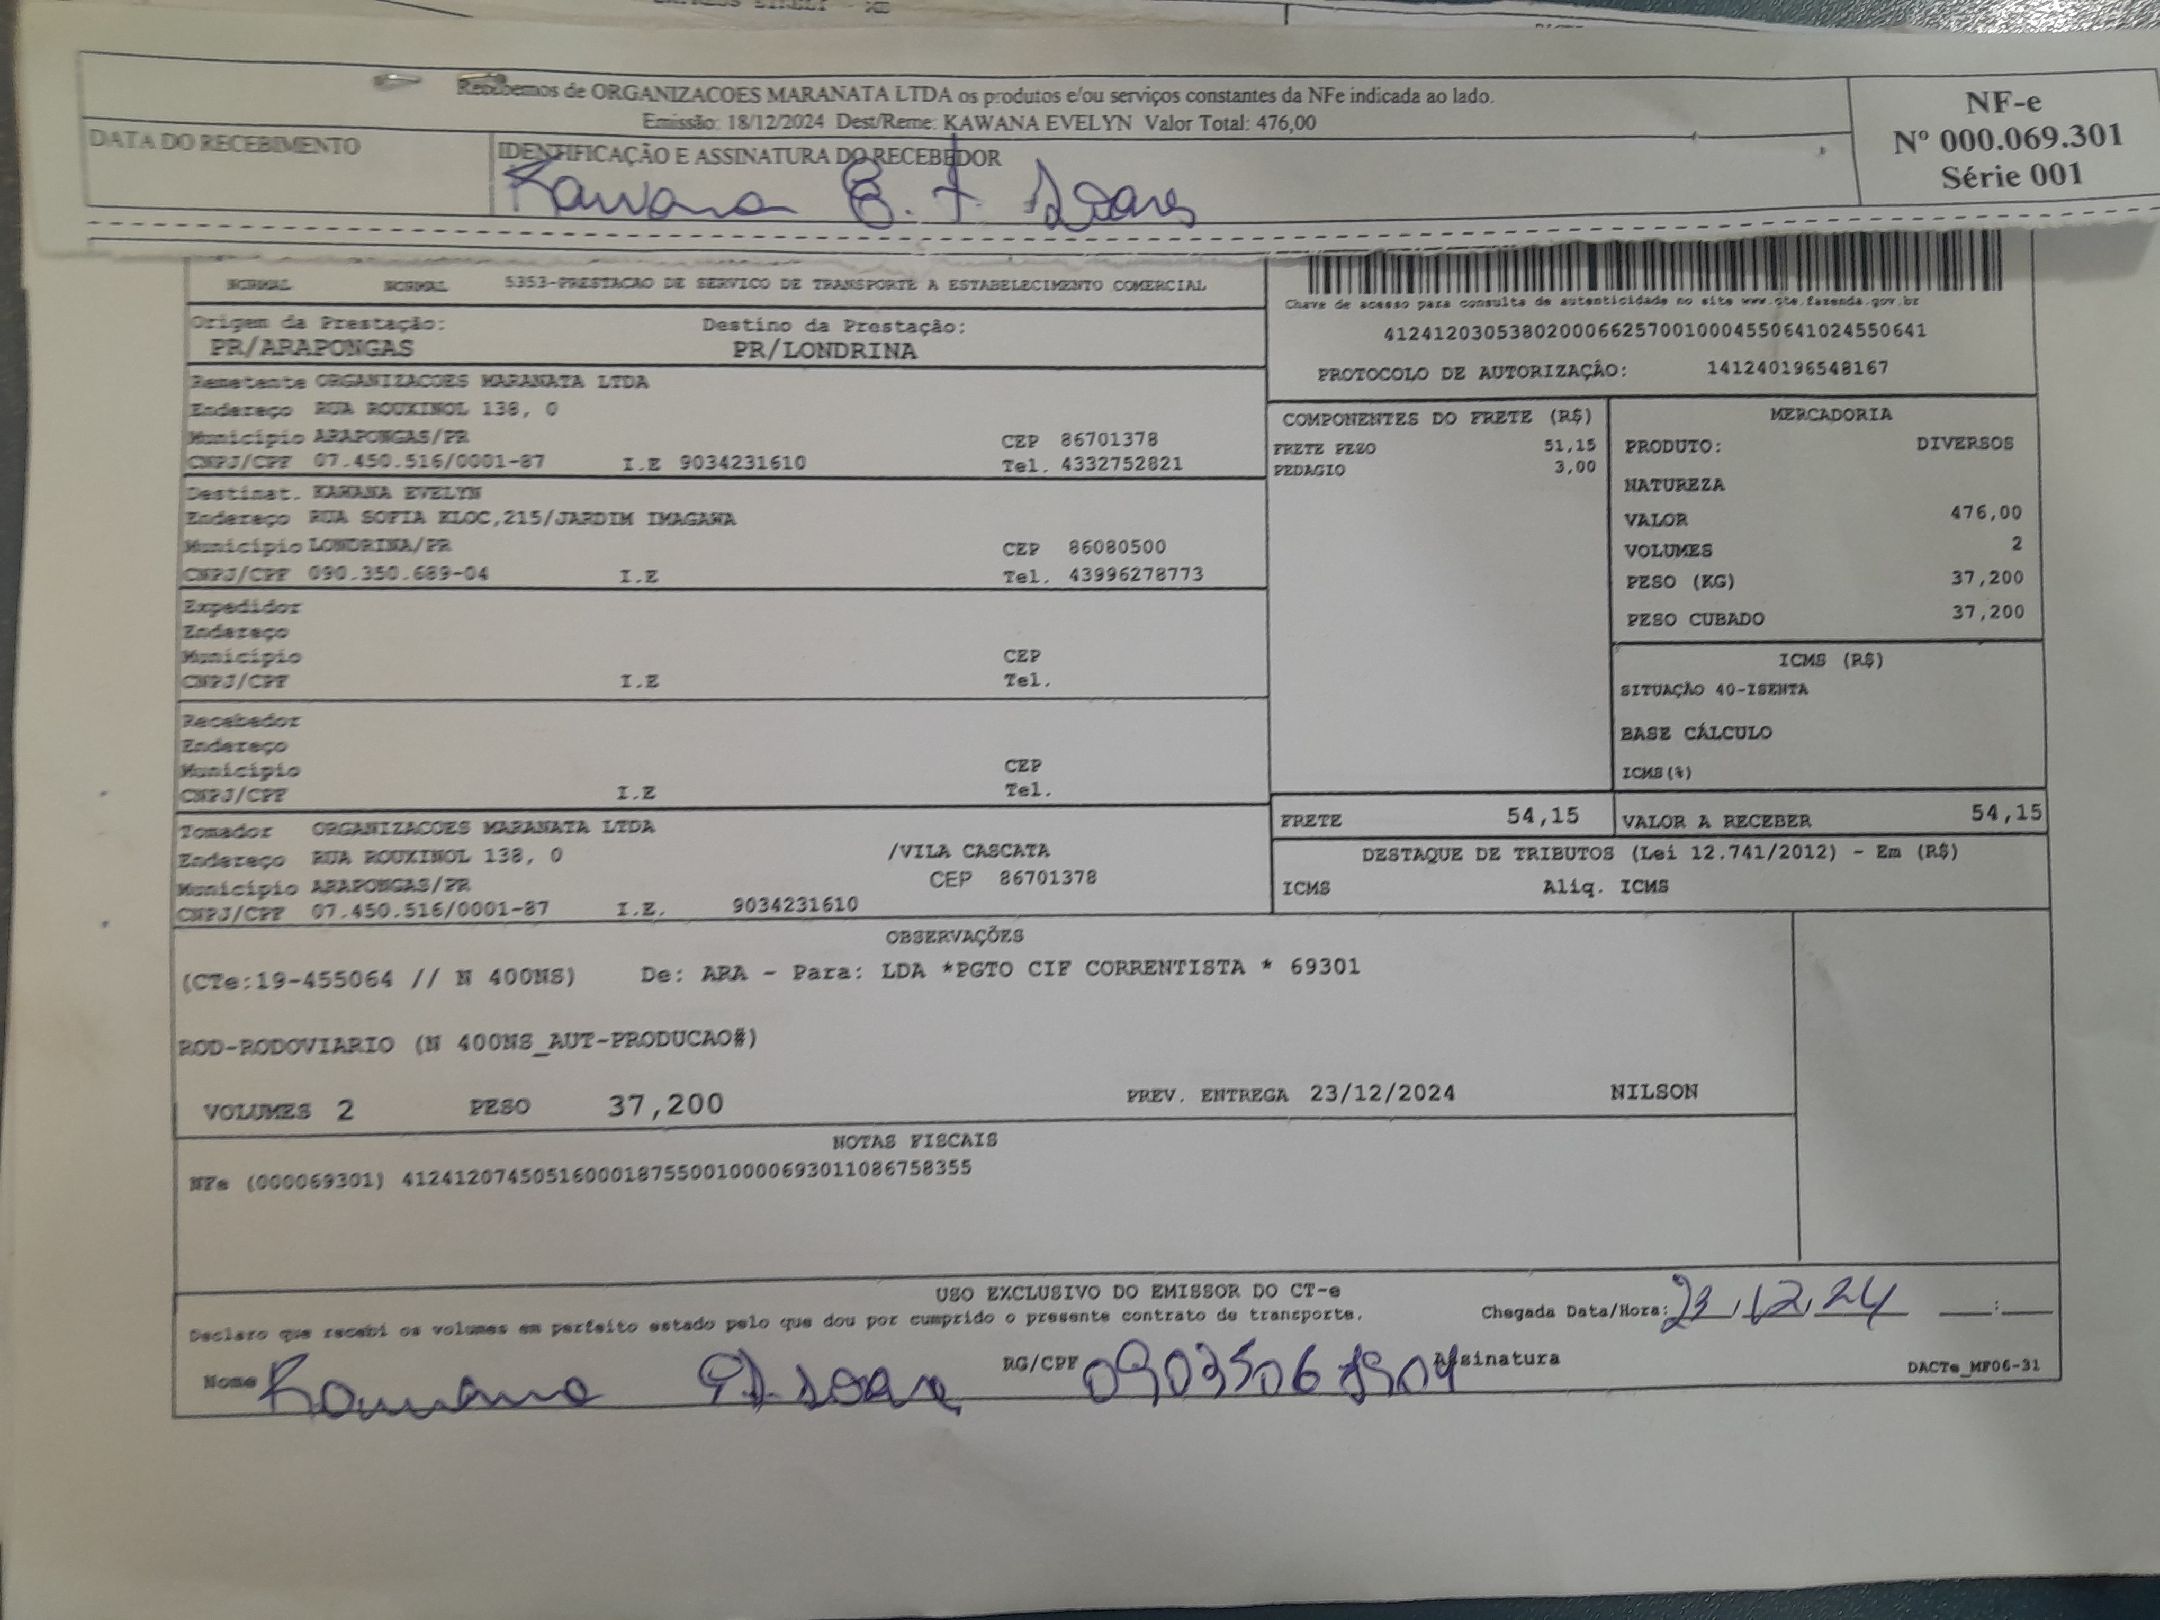 Recebemos de ORGANIZACOES MARANATA LTDA os produtos e/ou serviços constantes da NFe indicada ao lado.
Emissão: 18/12/2024 Dest/Reme: KAWANA EVELYN Valor Total: 476,00
NF-e
Nº 000.069.301
Série 001
DATA DO RECEBIMENTO
IDENTIFICAÇÃO E ASSINATURA DO RECEBEDOR
Kawana E. F. Soares
NORMAL NORMAL 5353-PRESTACAO DE SERVICO DE TRANSPORTE A ESTABELECIMENTO COMERCIAL
Chave de acesso para consulta de autenticidade no site www.cte.fazenda.gov.br
41241203053802000662570010004550641024550641
PROTOCOLO DE AUTORIZAÇÃO: 141240196548167
Origem da Prestação: Destino da Prestação:
PR/ARAPONGAS PR/LONDRINA
Remetente ORGANIZACOES MARANATA LTDA
Endereço RUA ROUXINOL 138, 0
Município ARAPONGAS/PR CEP 86701378
CNPJ/CPF 07.450.516/0001-87 I.E 9034231610 Tel. 4332752821
Destinat. KAWANA EVELYN
Endereço RUA SOFIA KLOC,215/JARDIM IMAGAWA
Município LONDRINA/PR CEP 86080500
CNPJ/CPF 090.350.689-04 I.E Tel. 43996278773
Expedidor
Endereço
Município CEP
CNPJ/CPF I.E Tel.
Recebedor
Endereço
Município CEP
CNPJ/CPF I.E Tel.
Tomador ORGANIZACOES MARANATA LTDA
Endereço RUA ROUXINOL 138, 0 /VILA CASCATA
Município ARAPONGAS/PR CEP 86701378
CNPJ/CPF 07.450.516/0001-87 I.E. 9034231610
COMPONENTES DO FRETE (R$)
FRETE PESO 51,15
PEDAGIO 3,00
MERCADORIA
PRODUTO: DIVERSOS
NATUREZA
VALOR 476,00
VOLUMES 2
PESO (KG) 37,200
PESO CUBADO 37,200
ICMS (R$)
SITUAÇÃO 40-ISENTA
BASE CÁLCULO
ICMS(%)
FRETE 54,15 VALOR A RECEBER 54,15
DESTAQUE DE TRIBUTOS (Lei 12.741/2012) - Em (R$)
ICMS Aliq. ICMS
OBSERVAÇÕES
(CTe:19-455064 // N 400NS) De: ARA - Para: LDA *PGTO CIF CORRENTISTA * 69301
ROD-RODOVIARIO (N 400NS_AUT-PRODUCAO#)
VOLUMES 2 PESO 37,200 PREV. ENTREGA 23/12/2024 NILSON
NOTAS FISCAIS
NFe (000069301) 41241207450516000187550010000693011086758355
USO EXCLUSIVO DO EMISSOR DO CT-e
Declaro que recebi os volumes em perfeito estado pelo que dou por cumprido o presente contrato de transporte. Chegada Data/Hora: 23/12/24 __:__
Nome Kawana Soares RG/CPF 09035068904 Assinatura
DACTe_MF06-31